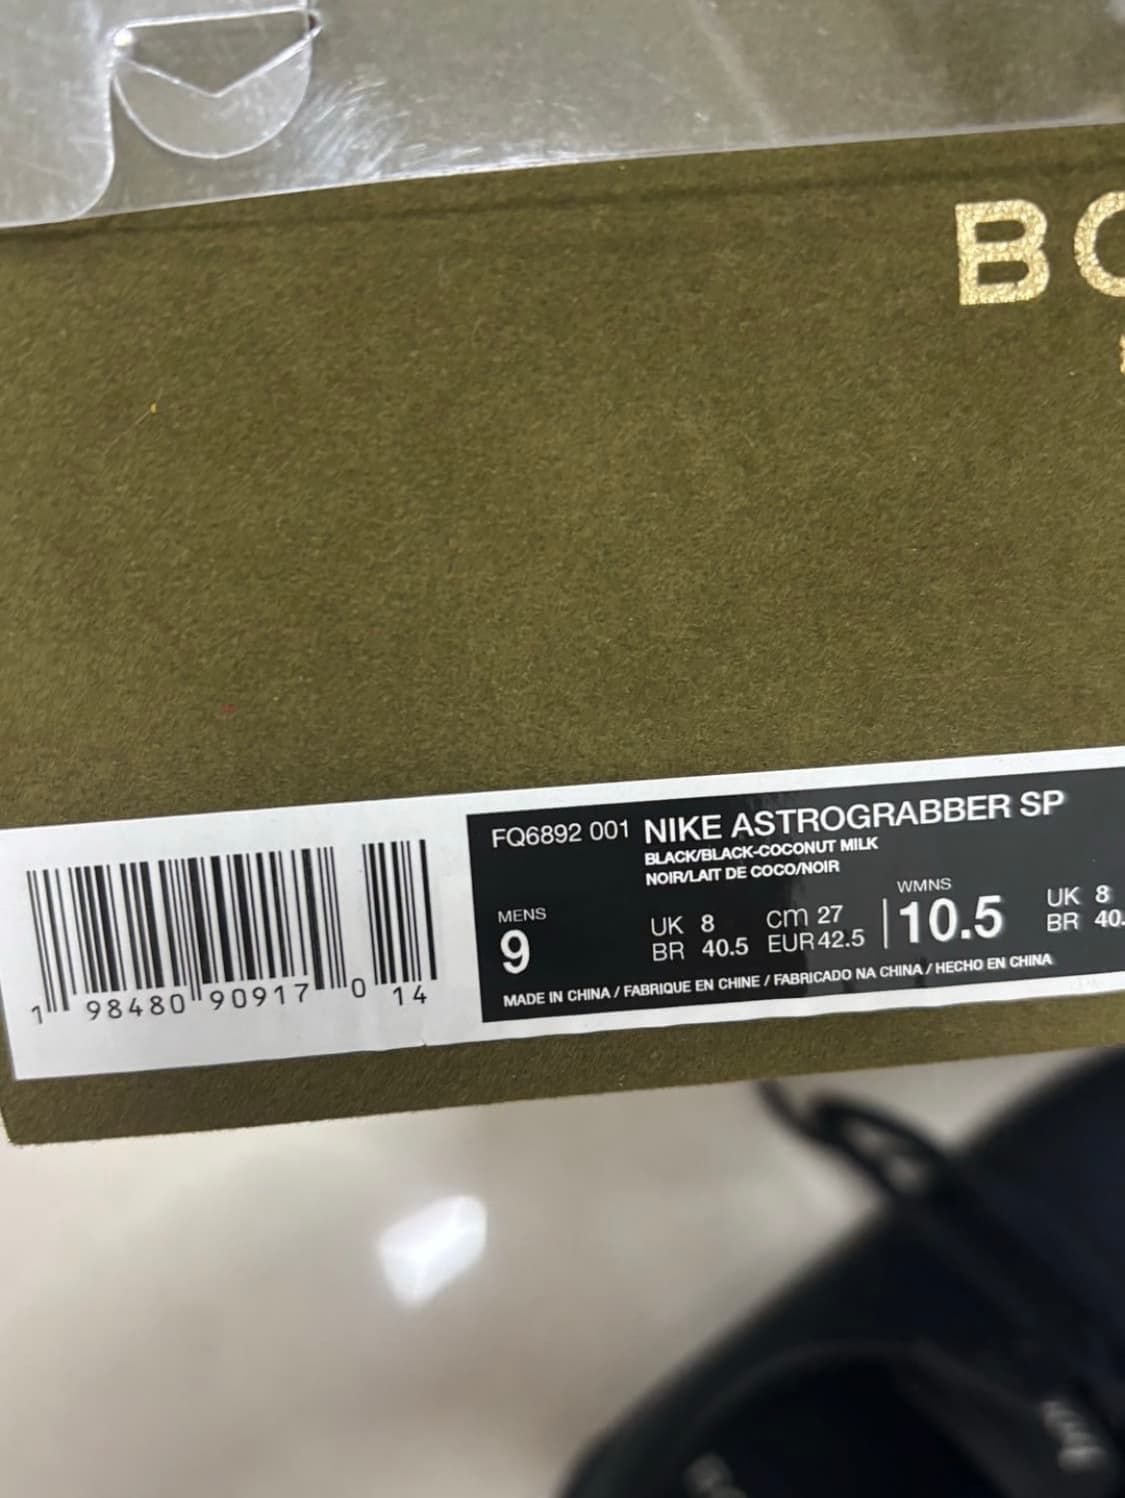 BO
FQ6892 001 NIKE ASTROGRABBER SP
BLACK/BLACK-COCONUT MILK
NOIR/LAIT DE COCO/NOIR
MENS
9
UK 8 cm 27
BR 40.5 EUR 42.5
WMNS
10.5
UK 8
BR 40.
MADE IN CHINA / FABRIQUE EN CHINE / FABRICADO NA CHINA / HECHO EN CHINA
1 98480 90917 0 14